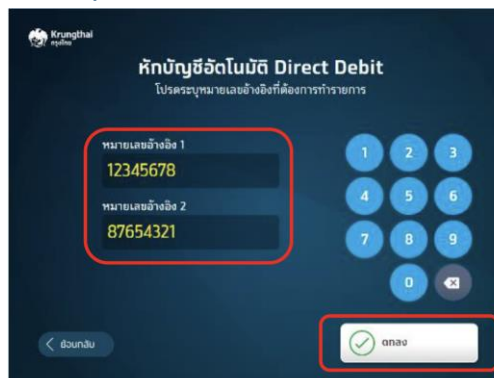 Krungthai
กรุงไทย
หักบัญชีอัตโนมัติ Direct Debit
โปรดระบุหมายเลขอ้างอิงที่ต้องการทำรายการ
หมายเลขอ้างอิง 1
12345678
หมายเลขอ้างอิง 2
87654321
1 2 3
4 5 6
7 8 9
0
ย้อนกลับ
ตกลง